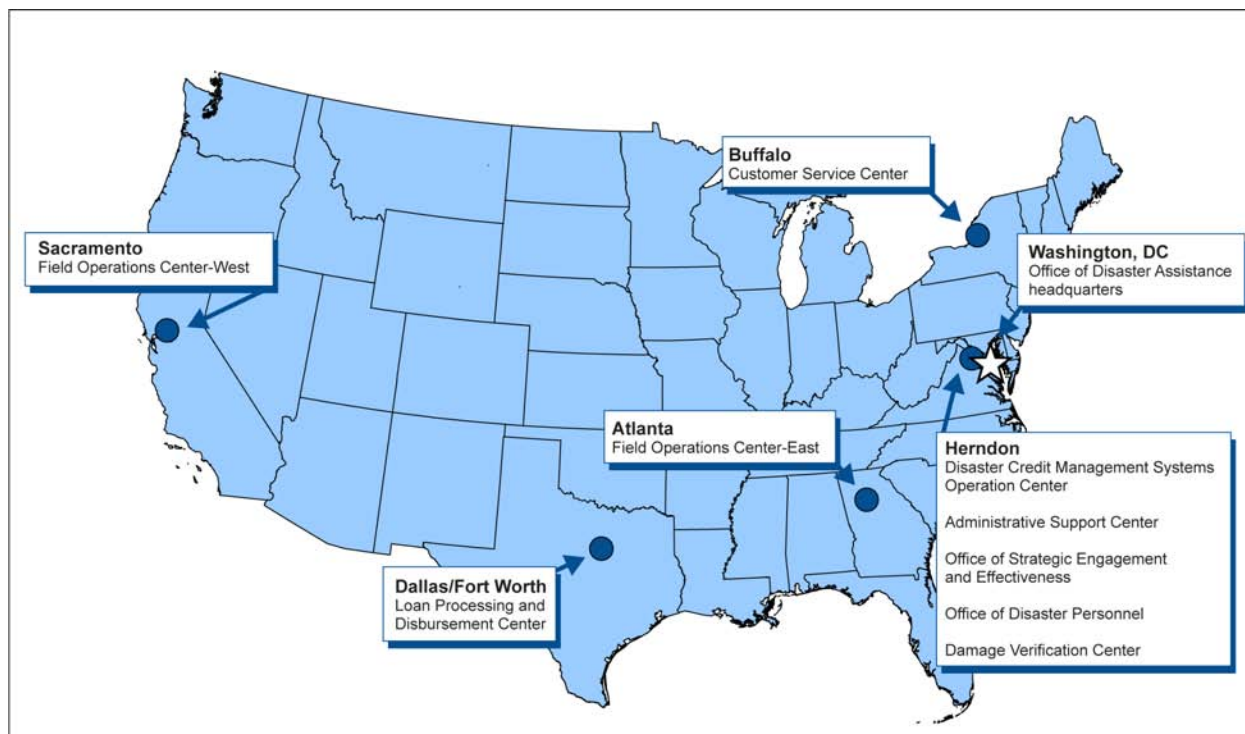 Buffalo
Customer Service Center
Sacramento
Field Operations Center-West
Washington, DC
Office of Disaster Assistance
headquarters
Atlanta
Field Operations Center-East
Herndon
Disaster Credit Management Systems
Operation Center
Administrative Support Center
Office of Strategic Engagement
and Effectiveness
Office of Disaster Personnel
Damage Verification Center
Dallas/Fort Worth
Loan Processing and
Disbursement Center